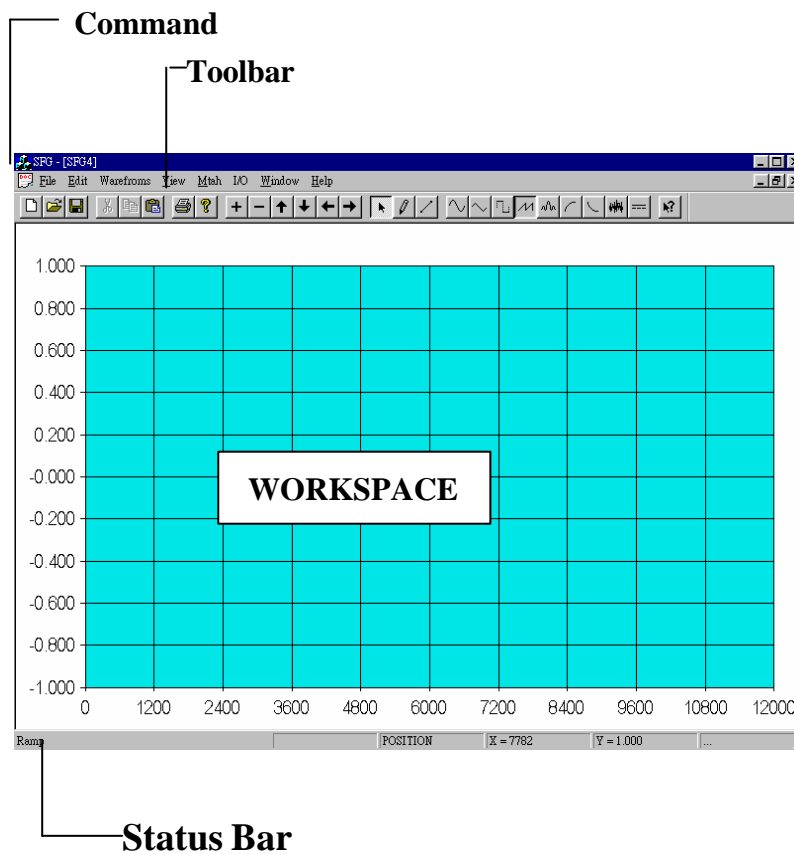 Command
Toolbar
SFG - [SFG4]
File Edit Warefroms View Mtah I/O Window Help
1.000
0.800
0.600
0.400
0.200
-0.000
-0.200
-0.400
-0.600
-0.800
-1.000
WORKSPACE
0 1200 2400 3600 4800 6000 7200 8400 9600 10800 12000
Ramp POSITION X = 7782 Y = 1.000 ...
Status Bar